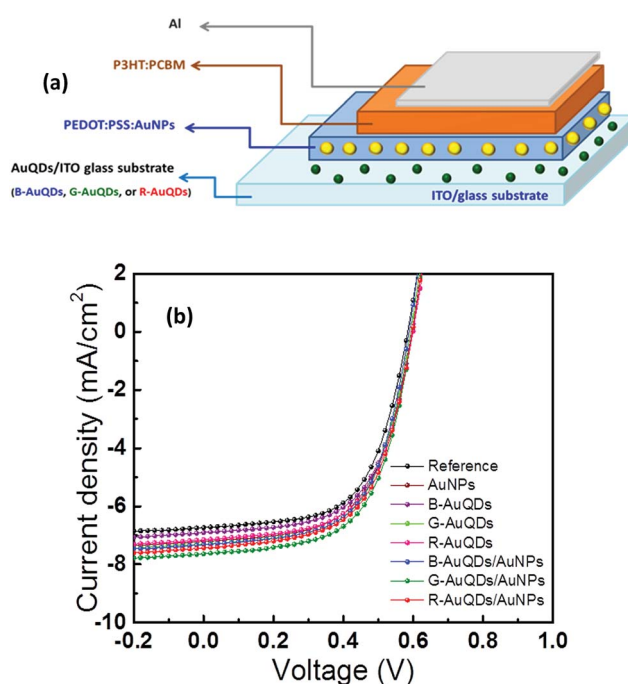 Al
(a)
P3HT:PCBM
PEDOT:PSS:AuNPs
AuQDs/ITO glass substrate
(B-AuQDs, G-AuQDs, or R-AuQDs)
ITO/glass substrate
(b)
Current density (mA/cm²)
2
0
-2
-4
-6
-8
-10
Reference
AuNPs
B-AuQDs
G-AuQDs
R-AuQDs
B-AuQDs/AuNPs
G-AuQDs/AuNPs
R-AuQDs/AuNPs
-0.2 0.0 0.2 0.4 0.6 0.8 1.0
Voltage (V)